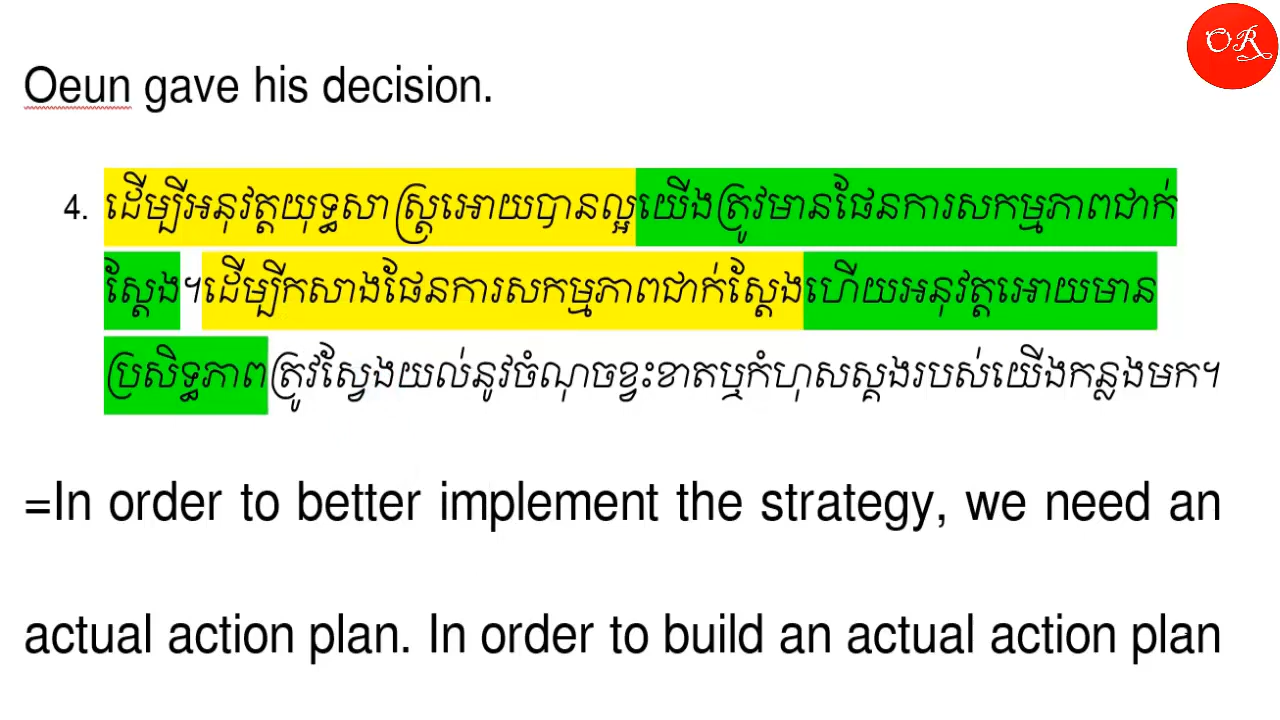 OR
Oeun gave his decision.
4. ដើម្បីអនុវត្តយុទ្ធសាស្ត្រអោយបានល្អយើងត្រូវមានផែនការសកម្មភាពជាក់
ស្តែង។ដើម្បីកសាងផែនការសកម្មភាពជាក់ស្តែងហើយអនុវត្តអោយមាន
ប្រសិទ្ធភាពត្រូវស្វែងយល់នូវចំណុចខ្វះខាតឬកំហុសស្គងរបស់យើងកន្លងមក។
=In order to better implement the strategy, we need an
actual action plan. In order to build an actual action plan